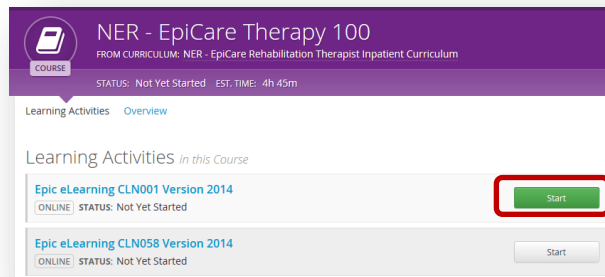 NER - EpiCare Therapy 100
FROM CURRICULUM: NER - EpiCare Rehabilitation Therapist Inpatient Curriculum
COURSE
STATUS: Not Yet Started EST. TIME: 4h 45m
Learning Activities Overview
Learning Activities in this Course
Epic eLearning CLN001 Version 2014
Start
ONLINE STATUS: Not Yet Started
Epic eLearning CLN058 Version 2014
Start
ONLINE STATUS: Not Yet Started